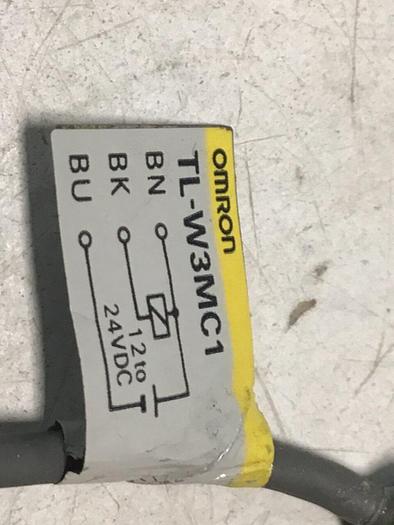 OMRON
TL-W3MC1
BN
BK
BU
12 to
24VDC